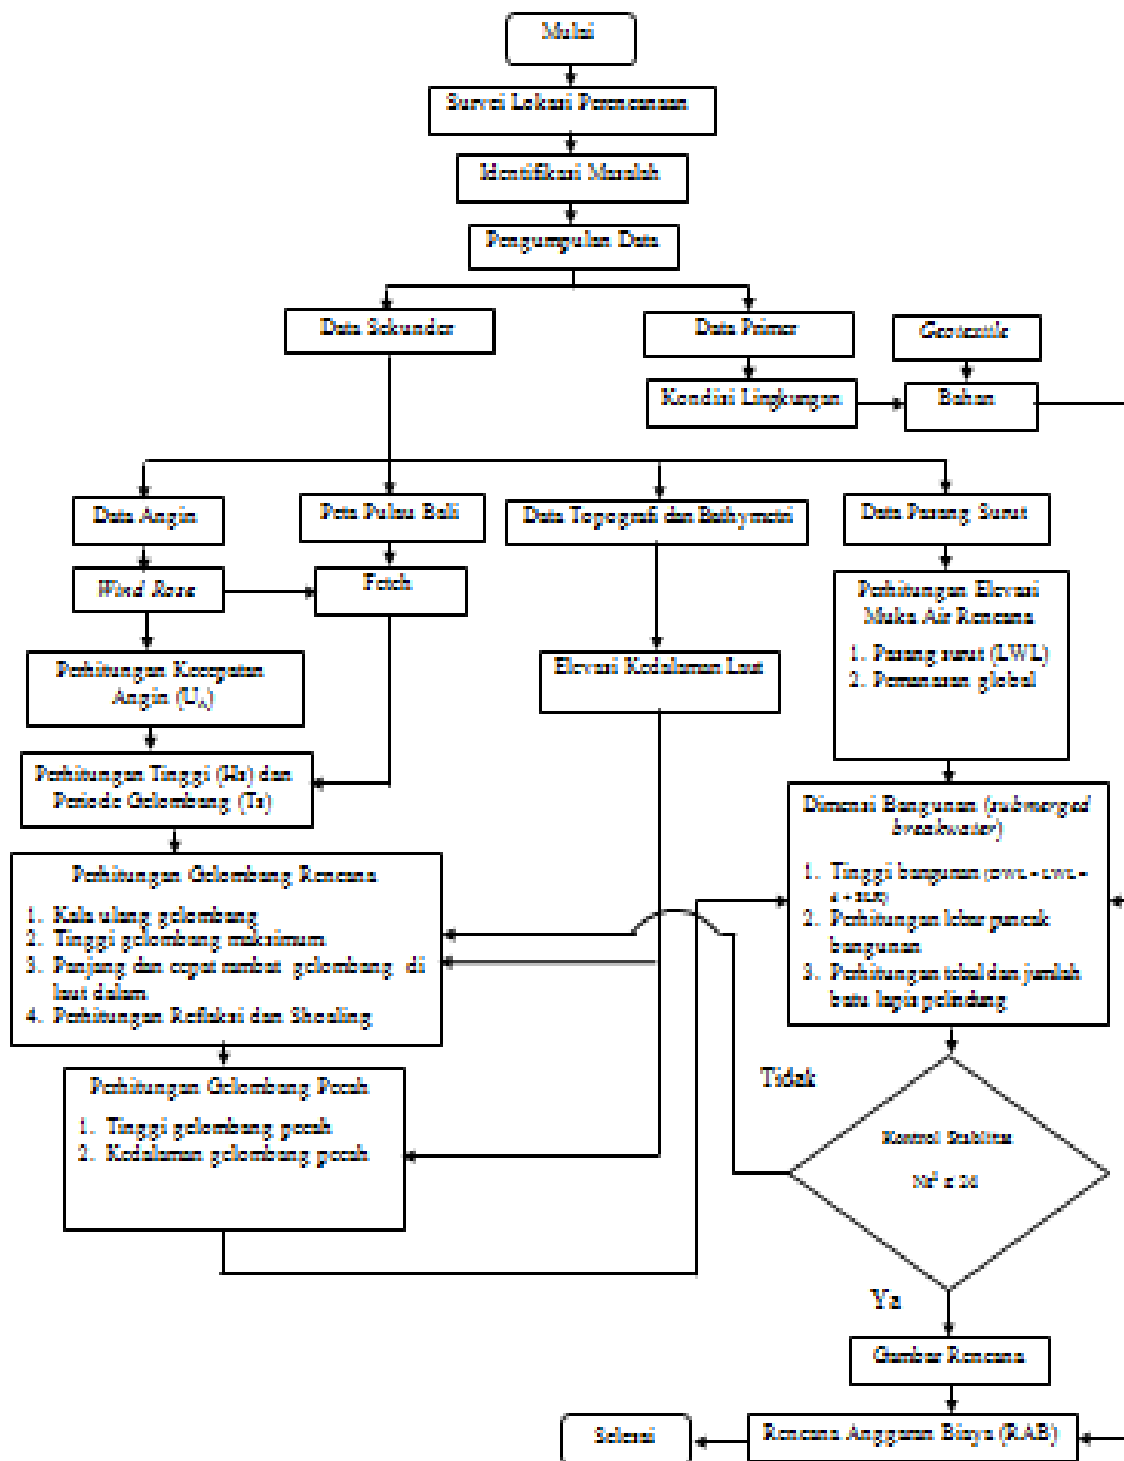 Mulai
Survei Lokasi Perencanaan
Identifikasi Masalah
Pengumpulan Data
Data Sekunder
Data Primer
Geotextile
Kondisi Lingkungan
Bahan
Data Angin
Peta Pulau Bali
Data Topografi dan Bathymetri
Data Pasang Surut
Wind Rose
Fetch
Perhitungan Elevasi
Muka Air Rencana
1. Pasang surut (LWL)
2. Pemanasan global
Perhitungan Kecepatan
Angin (UA)
Elevasi Kedalaman Laut
Perhitungan Tinggi (Hs) dan
Periode Gelombang (Ts)
Dimensi Bangunan (submerged
breakwater)
1. Tinggi bangunan
2. Perhitungan lebar puncak
bangunan
3. Perhitungan tebal dan jumlah
batu lapis pelindung
Perhitungan Gelombang Rencana
1. Kala ulang gelombang
2. Tinggi gelombang maksimum
3. Panjang dan cepat rambat gelombang di
laut dalam
4. Perhitungan Refraksi dan Shoaling
Perhitungan Gelombang Pecah
1. Tinggi gelombang pecah
2. Kedalaman gelombang pecah
Tidak
Kontrol Stabilitas
Ya
Gambar Rencana
Rencana Anggaran Biaya (RAB)
Selesai